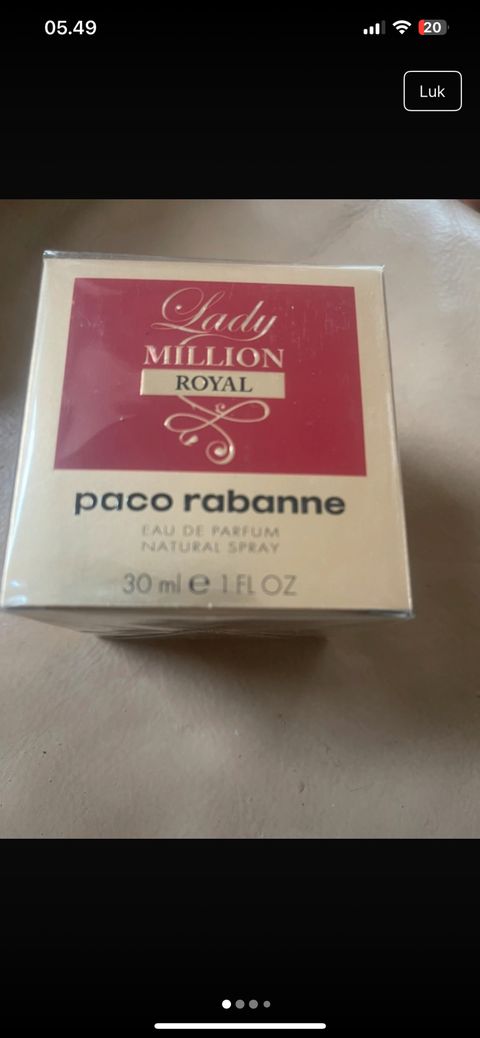 05.49
20
Luk
Lady
MILLION
ROYAL
paco rabanne
EAU DE PARFUM
NATURAL SPRAY
30 ml ℮ 1 FL OZ